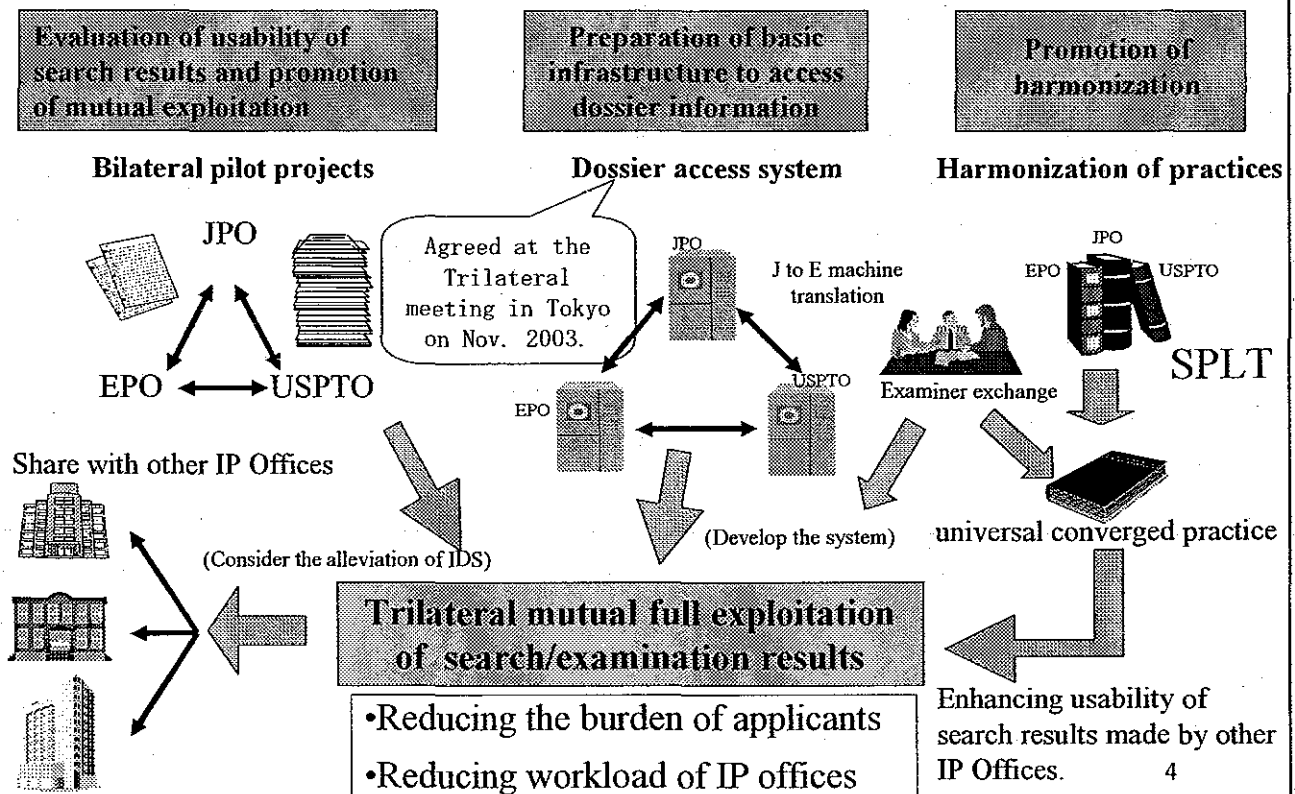 Evaluation of usability of
search results and promotion
of mutual exploitation
Preparation of basic
infrastructure to access
dossier information
Promotion of
harmonization
Bilateral pilot projects
Dossier access system
Harmonization of practices
JPO
EPO
USPTO
Agreed at the
Trilateral
meeting in Tokyo
on Nov. 2003.
JPO
EPO
USPTO
J to E machine
translation
Examiner exchange
JPO
EPO
USPTO
SPLT
Share with other IP Offices
(Consider the alleviation of IDS)
(Develop the system)
universal converged practice
Trilateral mutual full exploitation
of search/examination results
•Reducing the burden of applicants
•Reducing workload of IP offices
Enhancing usability of
search results made by other
IP Offices.
4